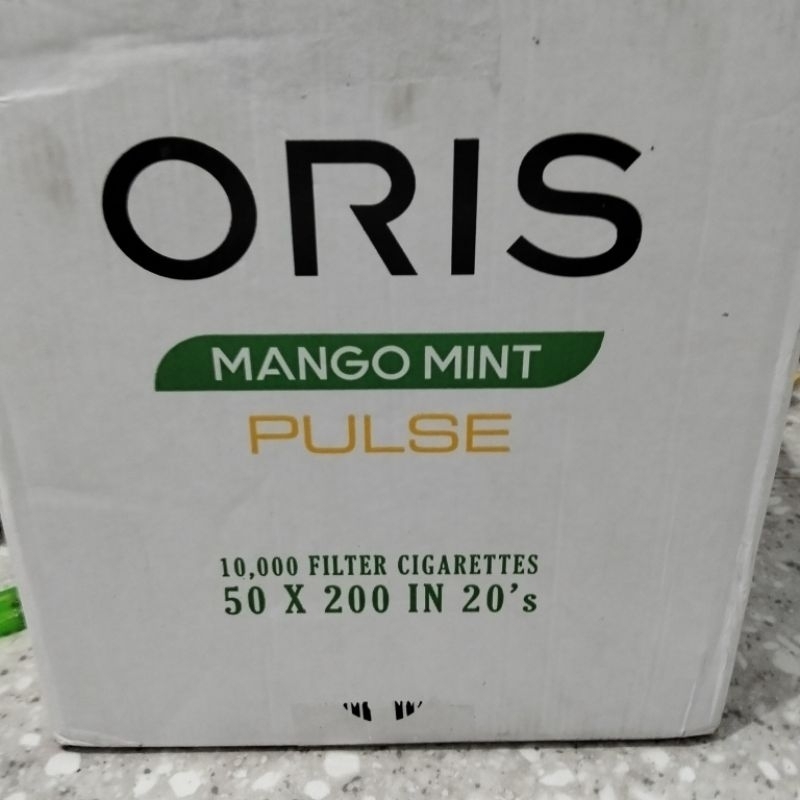 ORIS
MANGO MINT
PULSE
10,000 FILTER CIGARETTES
50 X 200 IN 20's